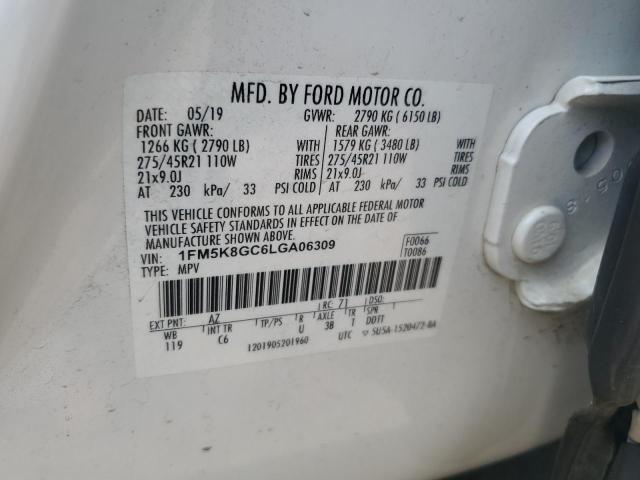 MFD. BY FORD MOTOR CO.
DATE: 05/19 GVWR: 2790 KG ( 6150 LB)
FRONT GAWR: REAR GAWR:
1266 KG ( 2790 LB) WITH 1579 KG ( 3480 LB) WITH
275/45R21 110W TIRES 275/45R21 110W TIRES
21x9.0J RIMS 21x9.0J RIMS
AT 230 kPa/ 33 PSI COLD AT 230 kPa/ 33 PSI COLD
THIS VEHICLE CONFORMS TO ALL APPLICABLE FEDERAL MOTOR
VEHICLE SAFETY STANDARDS IN EFFECT ON THE DATE OF
MANUFACTURE SHOWN ABOVE.
VIN: 1FM5K8GC6LGA06309 F0066
TYPE: MPV T0086
EXT PNT: AZ RC: 71 DSO:
WB INT TR TP/PS R AXLE TR SPR
119 C6 U 3B T DDTT
1201905201960 UTC 5U5A-1520472-BA